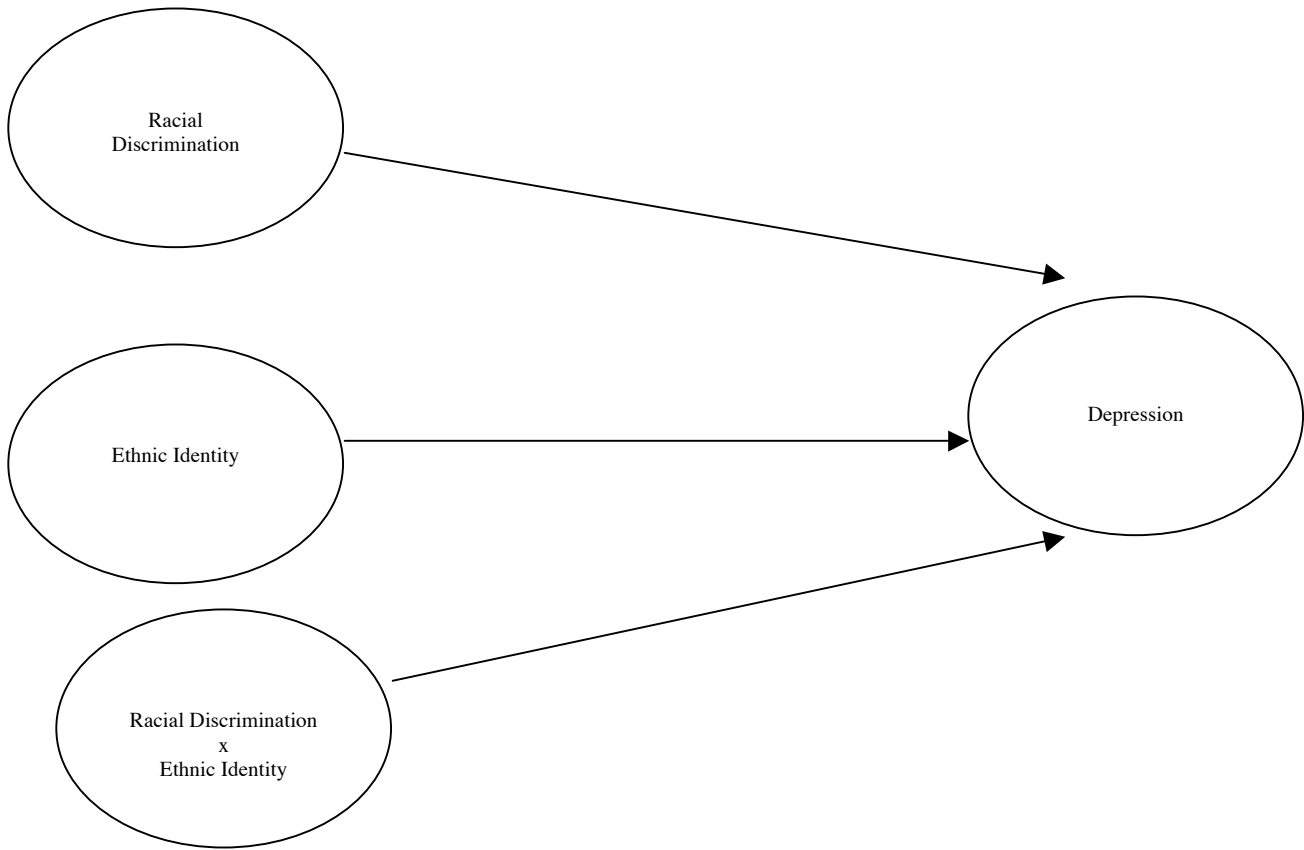 Racial
Discrimination
Ethnic Identity
Depression
Racial Discrimination
x
Ethnic Identity